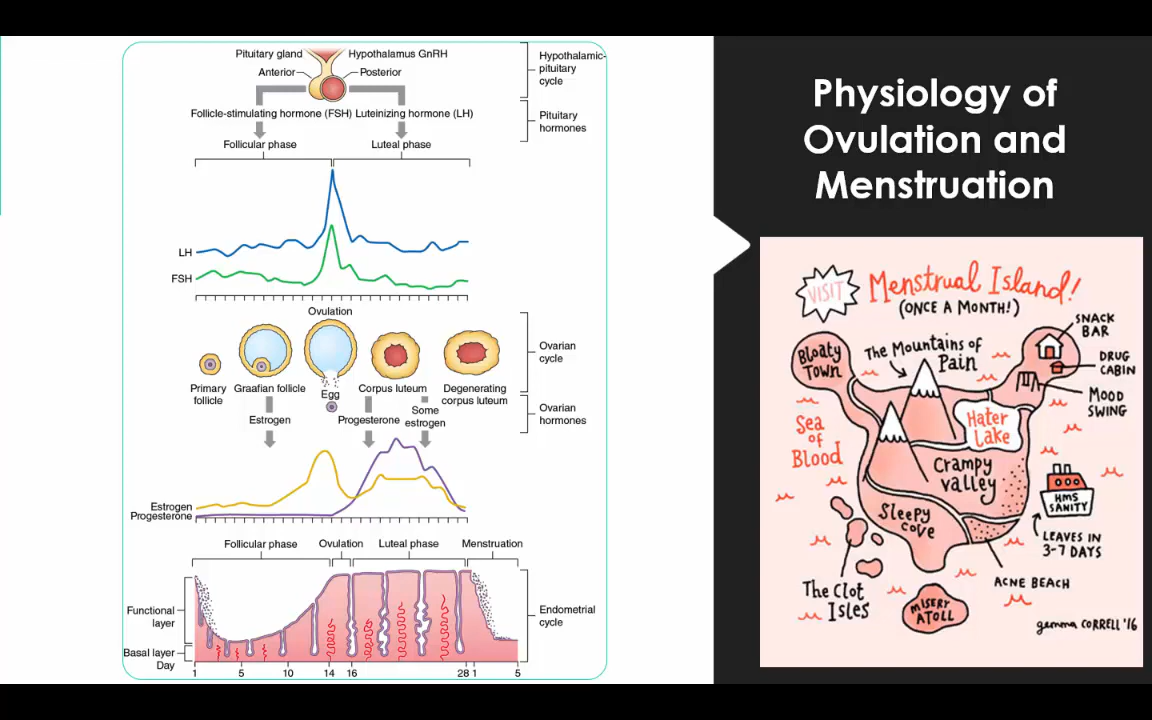 Pituitary gland
Hypothalamus GnRH
Anterior
Posterior
Hypothalamic-
pituitary
cycle
Follicle-stimulating hormone (FSH)
Luteinizing hormone (LH)
Pituitary
hormones
Follicular phase
Luteal phase
LH
FSH
Ovulation
Ovarian
cycle
Primary
follicle
Graafian follicle
Egg
Corpus luteum
Degenerating
corpus luteum
Estrogen
Progesterone
Some
estrogen
Ovarian
hormones
Estrogen
Progesterone
Follicular phase
Ovulation
Luteal phase
Menstruation
Functional
layer
Endometrial
cycle
Basal layer
Day
1 5 10 14 16 28 1 5
Physiology of
Ovulation and
Menstruation
VISIT
Menstrual Island!
(ONCE A MONTH!)
SNACK
BAR
Bloaty
Town
The Mountains of
Pain
DRUG
CABIN
MOOD
SWING
Sea
of
Blood
Hater
Lake
Crampy
valley
HMS
SANITY
Sleepy
cove
LEAVES IN
3-7 DAYS
ACNE BEACH
The Clot
Isles
MISERY
ATOLL
gemma CORRELL '16